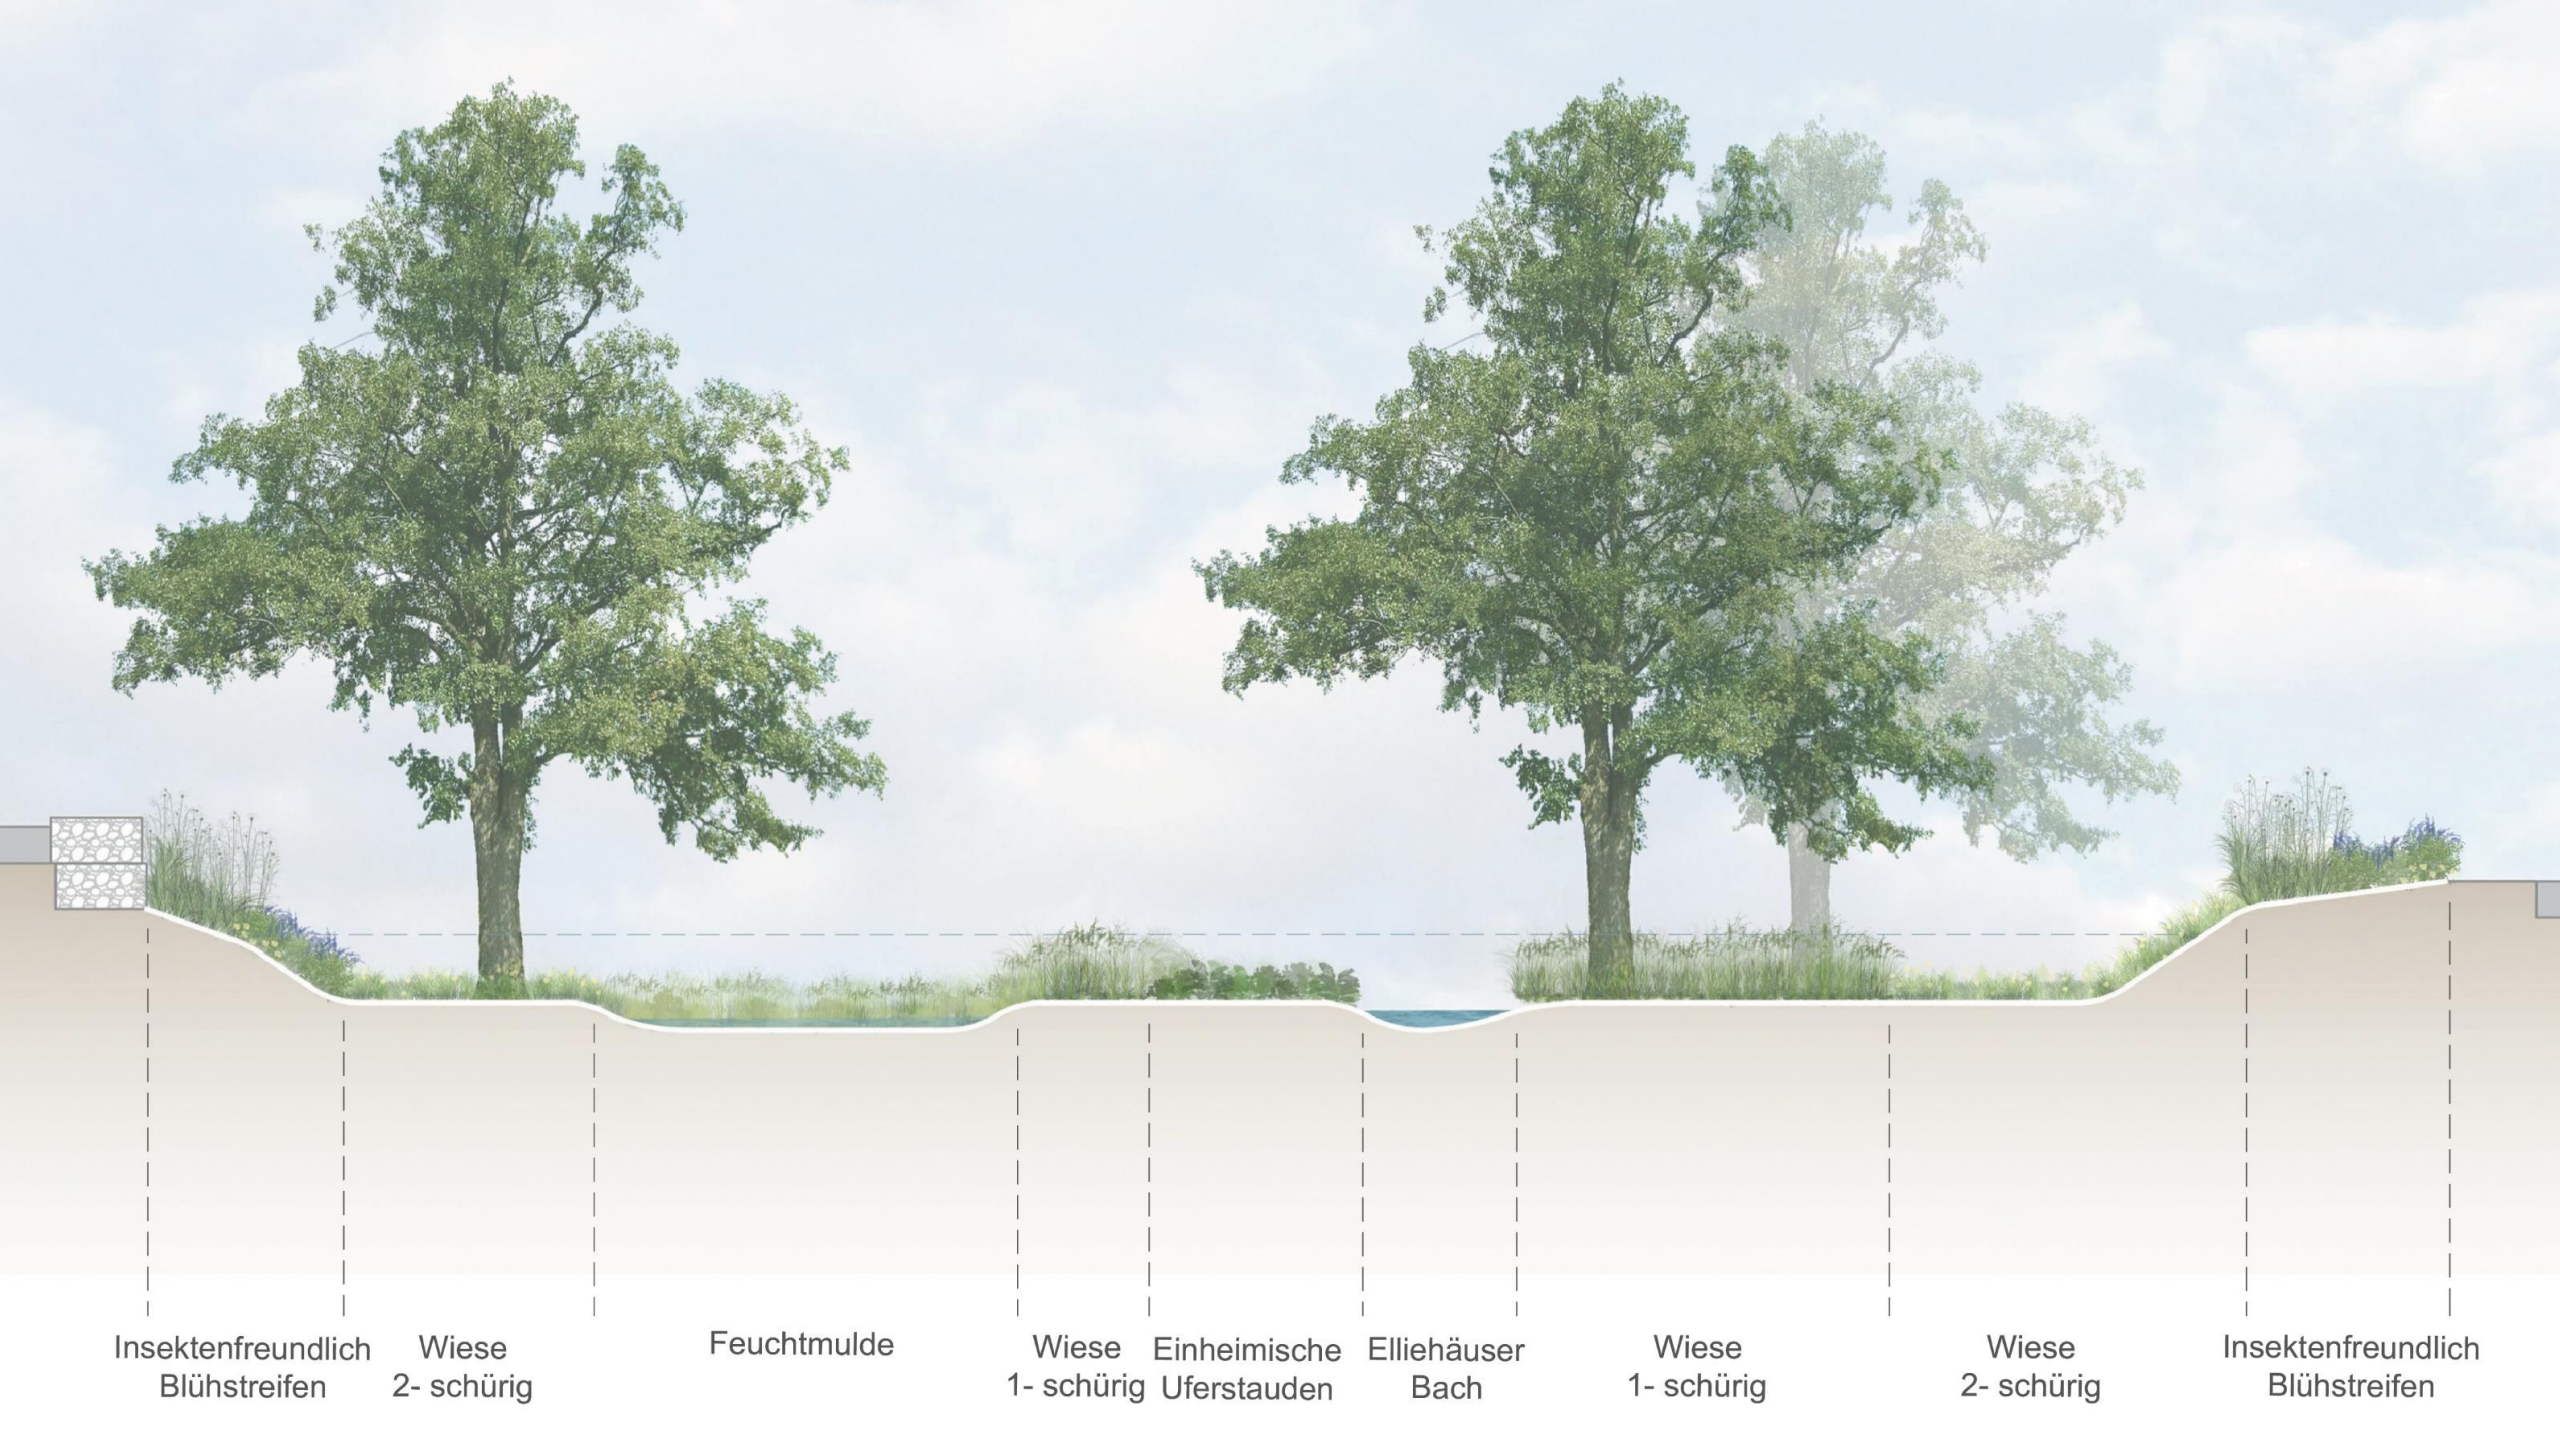 Insektenfreundlich
Blühstreifen
Wiese
2- schürig
Feuchtmulde
Wiese
1- schürig
Einheimische
Uferstauden
Elliehäuser
Bach
Wiese
1- schürig
Wiese
2- schürig
Insektenfreundlich
Blühstreifen